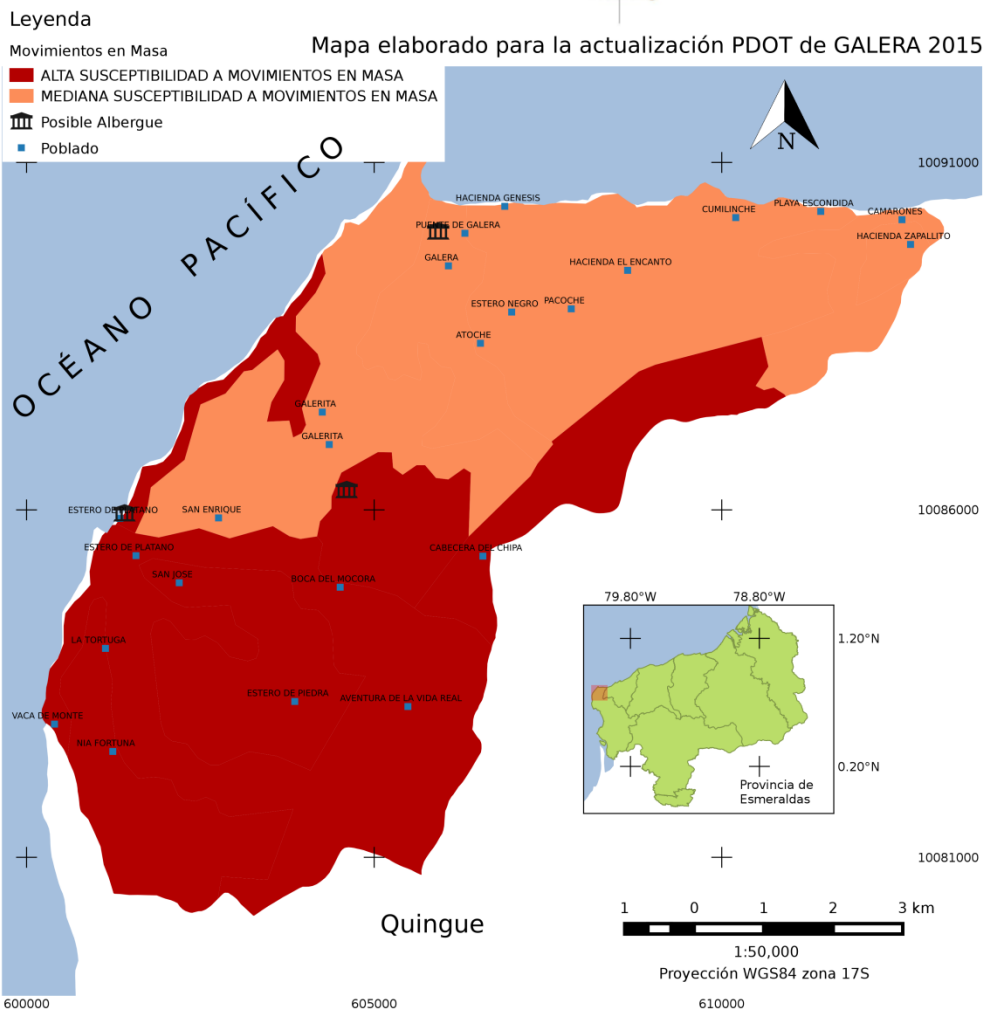 Leyenda
Movimientos en Masa
ALTA SUSCEPTIBILIDAD A MOVIMIENTOS EN MASA
MEDIANA SUSCEPTIBILIDAD A MOVIMIENTOS EN MASA
Posible Albergue
Poblado
Mapa elaborado para la actualización PDOT de GALERA 2015
N
OCÉANO PACÍFICO
10091000
HACIENDA GENESIS
PLAYA ESCONDIDA
CUMILINCHE
CAMARONES
PUENTE DE GALERA
HACIENDA ZAPALLITO
GALERA
HACIENDA EL ENCANTO
ESTERO NEGRO
PACOCHE
ATOCHE
GALERITA
GALERITA
ESTERO DE PLATANO
SAN ENRIQUE
10086000
ESTERO DE PLATANO
CABECERA DEL CHIPA
SAN JOSE
BOCA DEL MOCORA
LA TORTUGA
ESTERO DE PIEDRA
AVENTURA DE LA VIDA REAL
VACA DE MONTE
NIA FORTUNA
79.80°W
78.80°W
1.20°N
0.20°N
Provincia de
Esmeraldas
10081000
Quingue
1 0 1 2 3 km
1:50,000
Proyección WGS84 zona 17S
600000
605000
610000